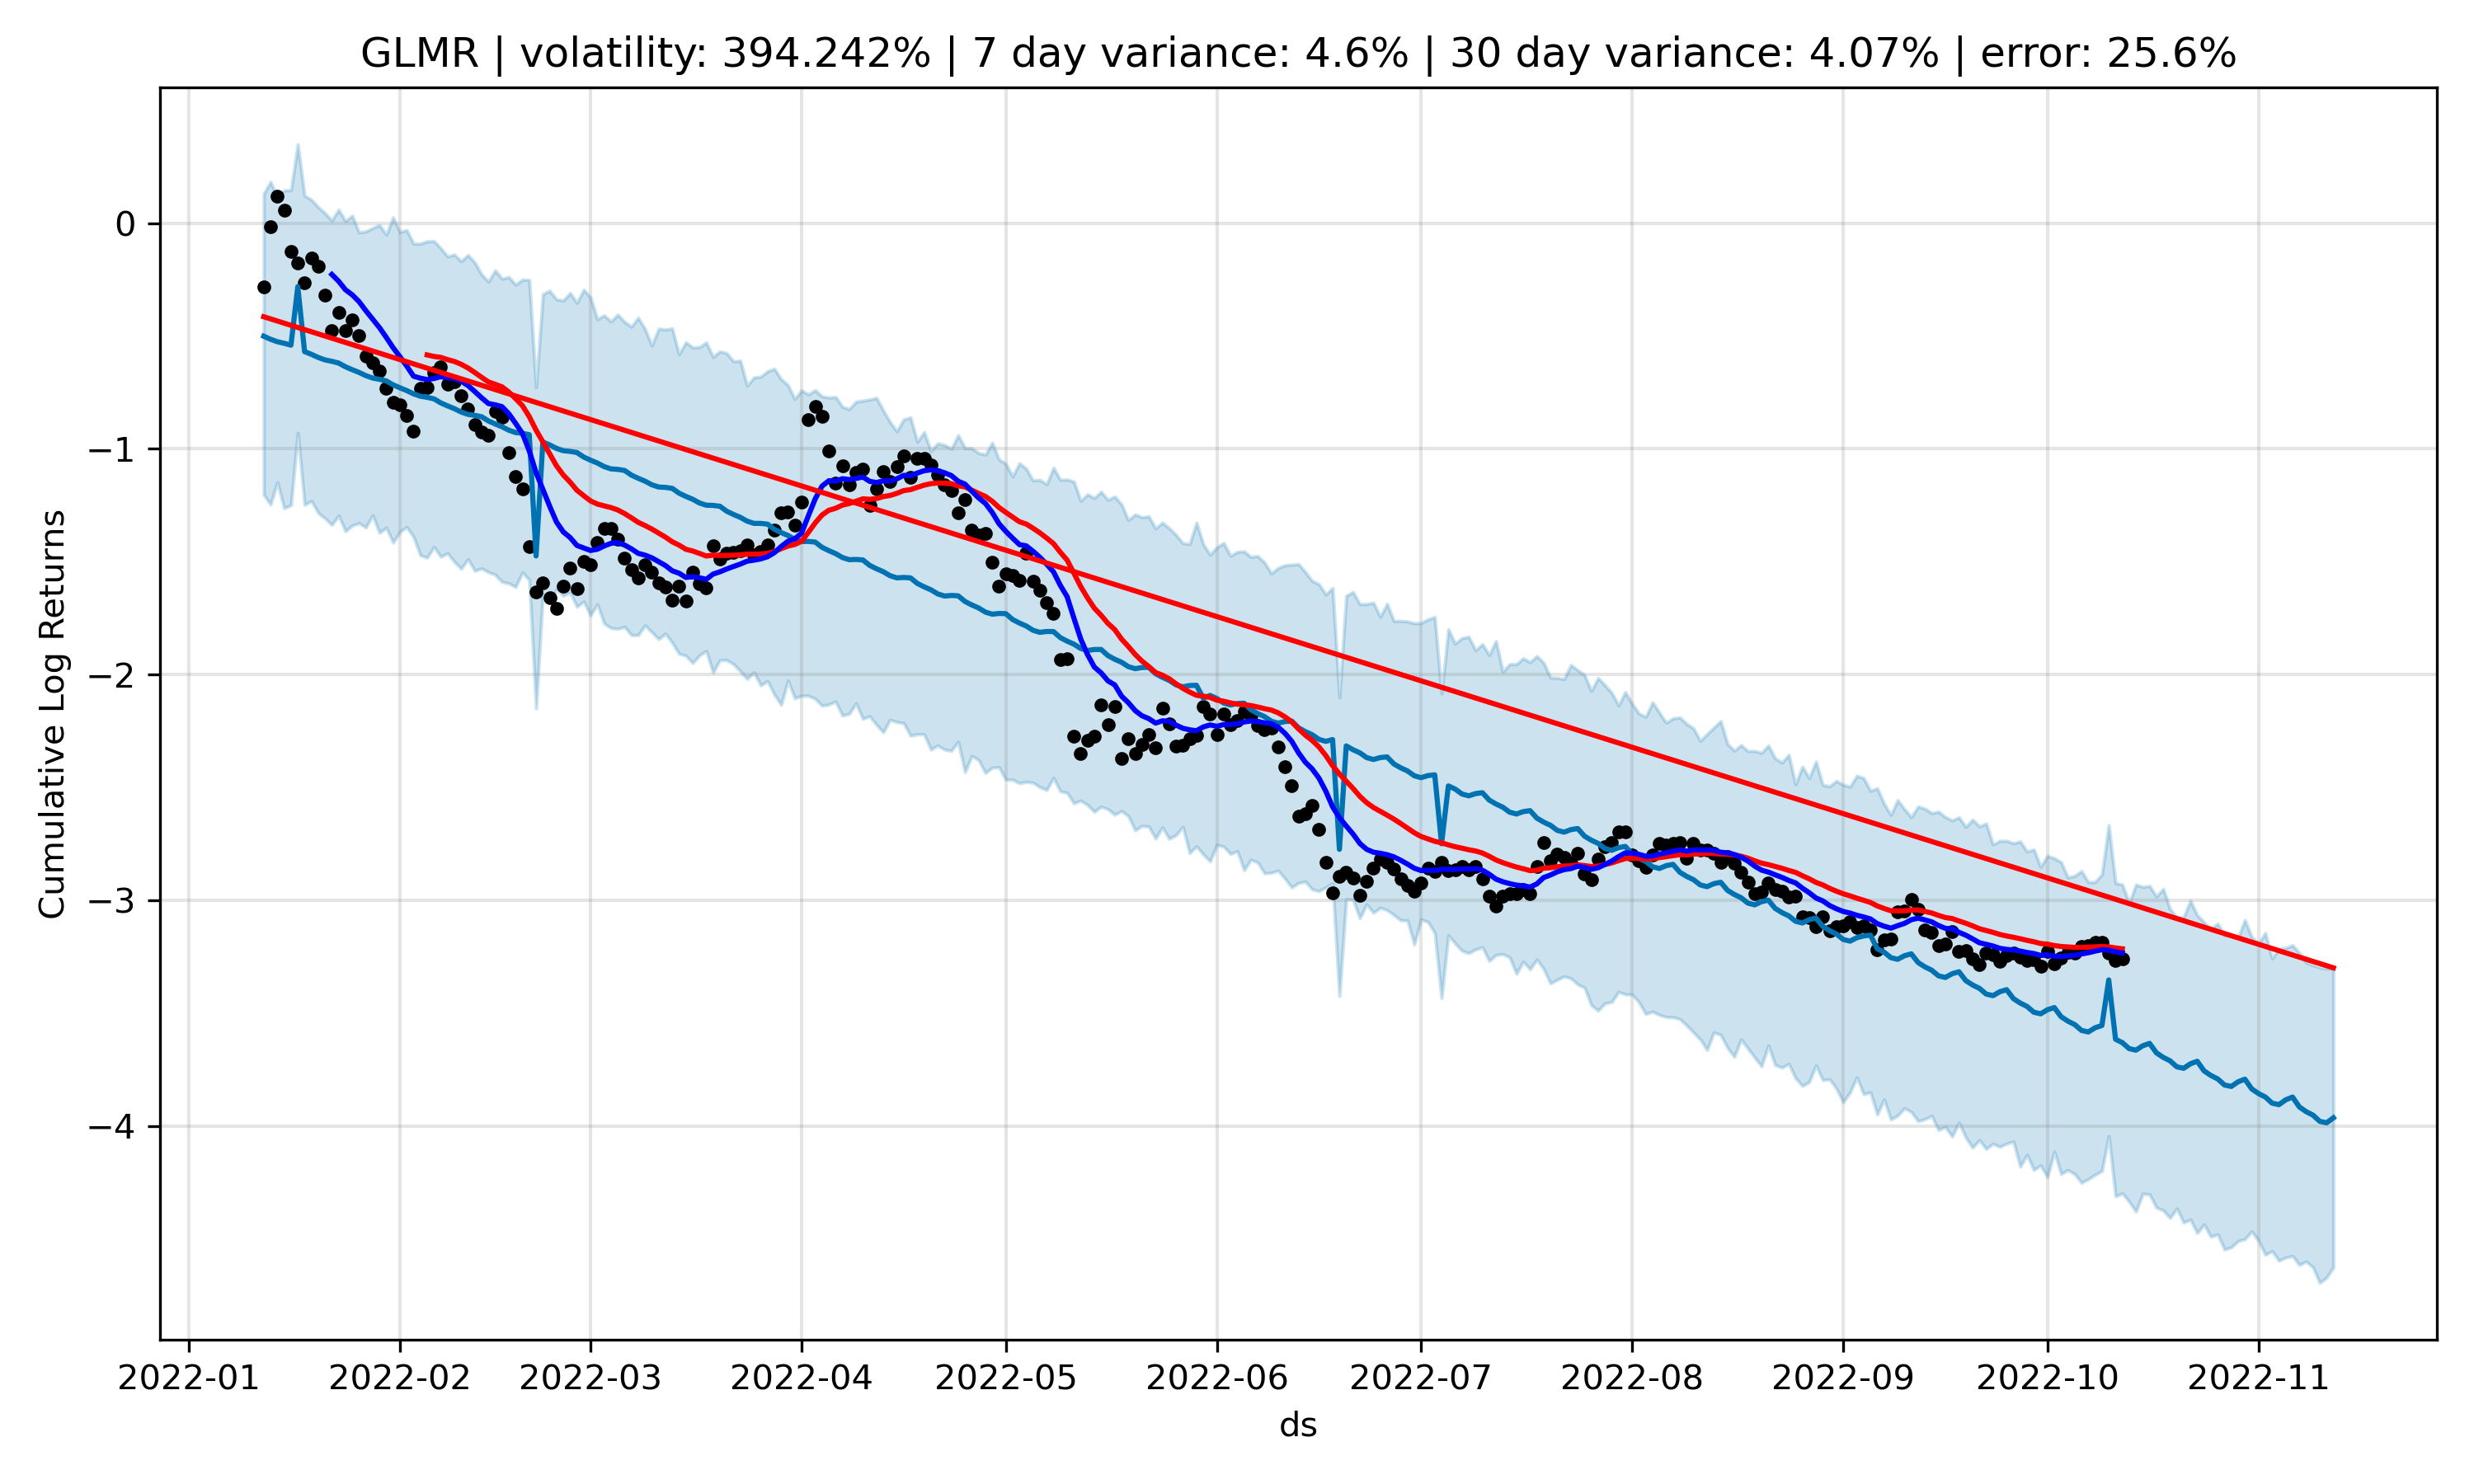 GLMR | volatility: 394.242% | 7 day variance: 4.6% | 30 day variance: 4.07% | error: 25.6%
Cumulative Log Returns
0
−1
−2
−3
−4
2022-01 2022-02 2022-03 2022-04 2022-05 2022-06 2022-07 2022-08 2022-09 2022-10 2022-11
ds